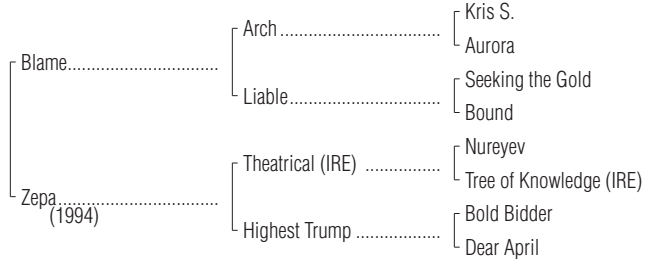 Kris S.
Arch
Aurora
Blame
Seeking the Gold
Liable
Bound
Nureyev
Theatrical (IRE)
Tree of Knowledge (IRE)
Zepa
(1994)
Bold Bidder
Highest Trump
Dear April